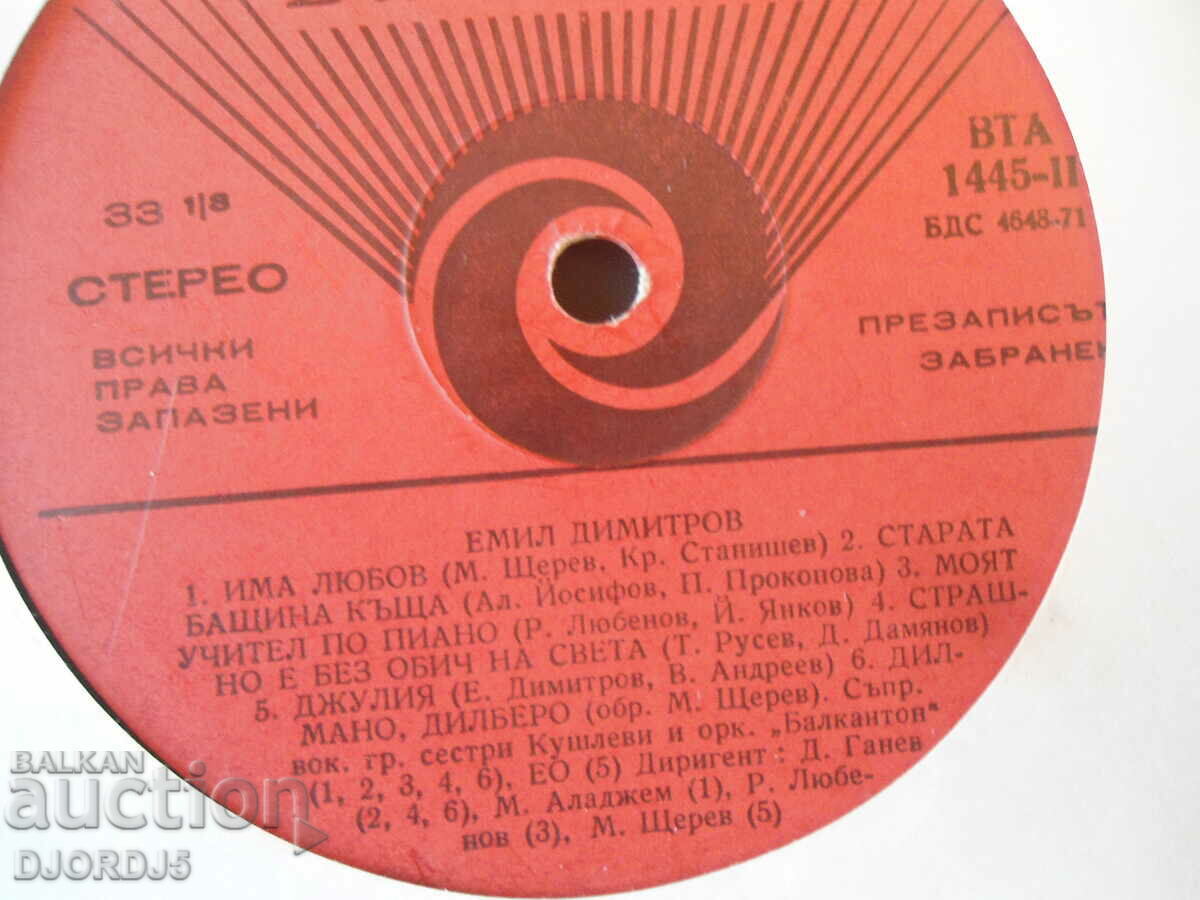 33 1/3
СТЕРЕО
ВСИЧКИ
ПРАВА
ЗАПАЗЕНИ
ВТА
1445-II
БДС 4648-71
ПРЕЗАПИСЪТ
ЗАБРАНЕН
ЕМИЛ ДИМИТРОВ
1. ИМА ЛЮБОВ (М. Щерев, Кр. Станишев) 2. СТАРАТА
БАЩИНА КЪЩА (Ал. Йосифов, П. Прокопова) 3. МОЯТ
УЧИТЕЛ ПО ПИАНО (Р. Любенов, Й. Янков) 4. СТРАШ-
НО Е БЕЗ ОБИЧ НА СВЕТА (Т. Русев, Д. Дамянов)
5. ДЖУЛИЯ (Е. Димитров, В. Андреев) 6. ДИЛ-
МАНО, ДИЛБЕРО (обр. М. Щерев). Съпр.
вок. гр. сестри Кушлеви и орк. „Балкантон“
(1, 2, 3, 4, 6), ЕО (5) Диригент: Д. Ганев
(2, 4, 6), М. Аладжем (1), Р. Любе-
нов (3), М. Щерев (5)
BALKAN
auction
DJORDJ5